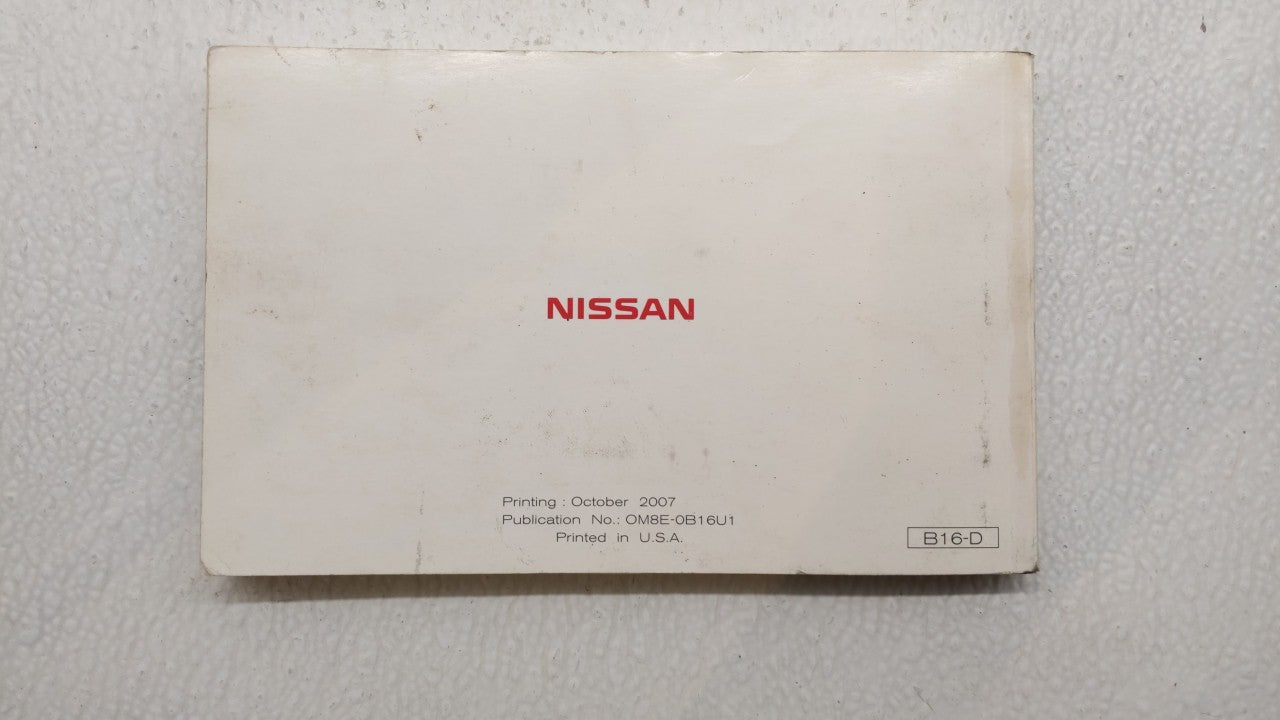 NISSAN
Printing : October 2007
Publication No.: OM8E-0B16U1
Printed in U.S.A.
B16-D